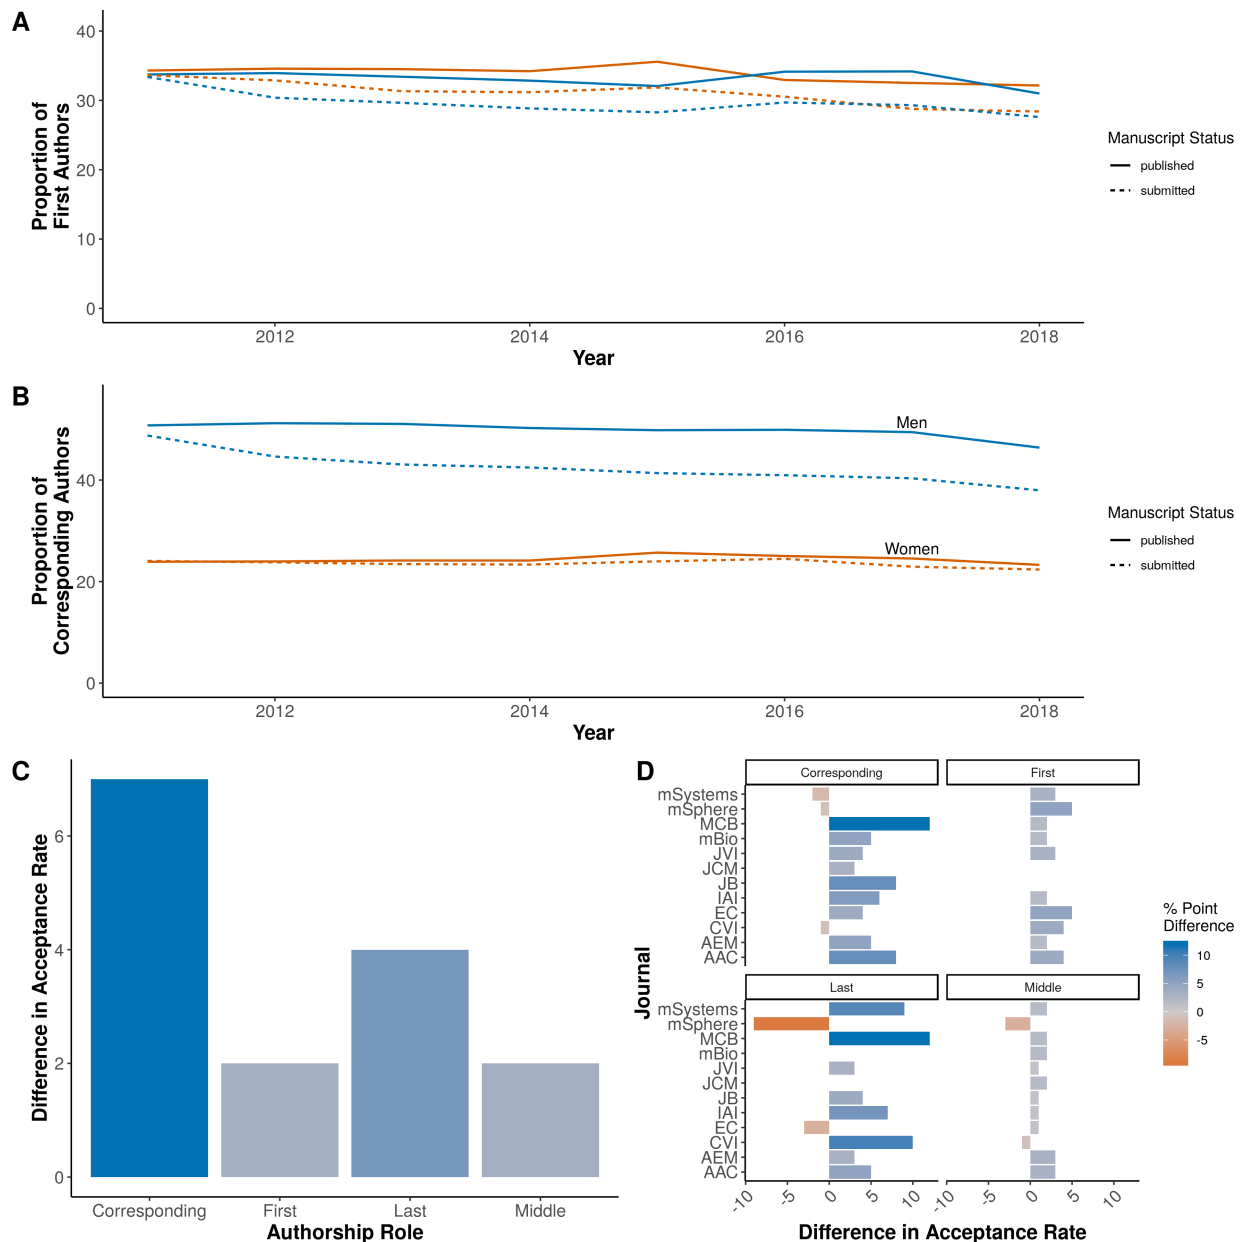 A
40
30
20
10
0
Proportion of
First Authors
2012
2014
2016
2018
Year
Manuscript Status
published
submitted
B
Men
Women
40
20
0
Proportion of
Corresponding Authors
2012
2014
2016
2018
Year
Manuscript Status
published
submitted
C
6
4
2
0
Difference in Acceptance Rate
Corresponding
First
Last
Middle
Authorship Role
D
Corresponding
First
mSystems
mSphere
MCB
mBio
JVI
JCM
JB
IAI
EC
CVI
AEM
AAC
Journal
Last
Middle
mSystems
mSphere
MCB
mBio
JVI
JCM
JB
IAI
EC
CVI
AEM
AAC
-10
-5
0
5
10
-10
-5
0
5
10
Difference in Acceptance Rate
% Point
Difference
10
5
0
-5